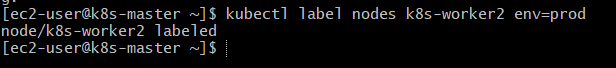 [ec2-user@k8s-master ~]$ kubectl label nodes k8s-worker2 env=prod
node/k8s-worker2 labeled
[ec2-user@k8s-master ~]$